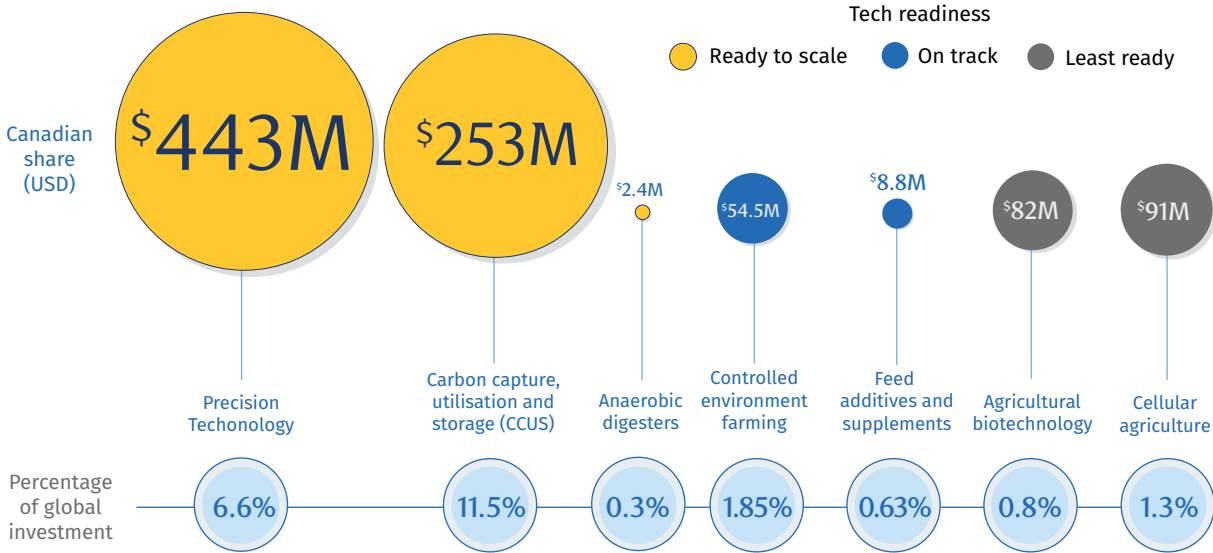 Tech readiness
Ready to scale
On track
Least ready
Canadian
share
(USD)
$443M
$253M
$2.4M
$54.5M
$8.8M
$82M
$91M
Precision
Techonology
Carbon capture,
utilisation and
storage (CCUS)
Anaerobic
digesters
Controlled
environment
farming
Feed
additives and
supplements
Agricultural
biotechnology
Cellular
agriculture
Percentage
of global
investment
6.6%
11.5%
0.3%
1.85%
0.63%
0.8%
1.3%